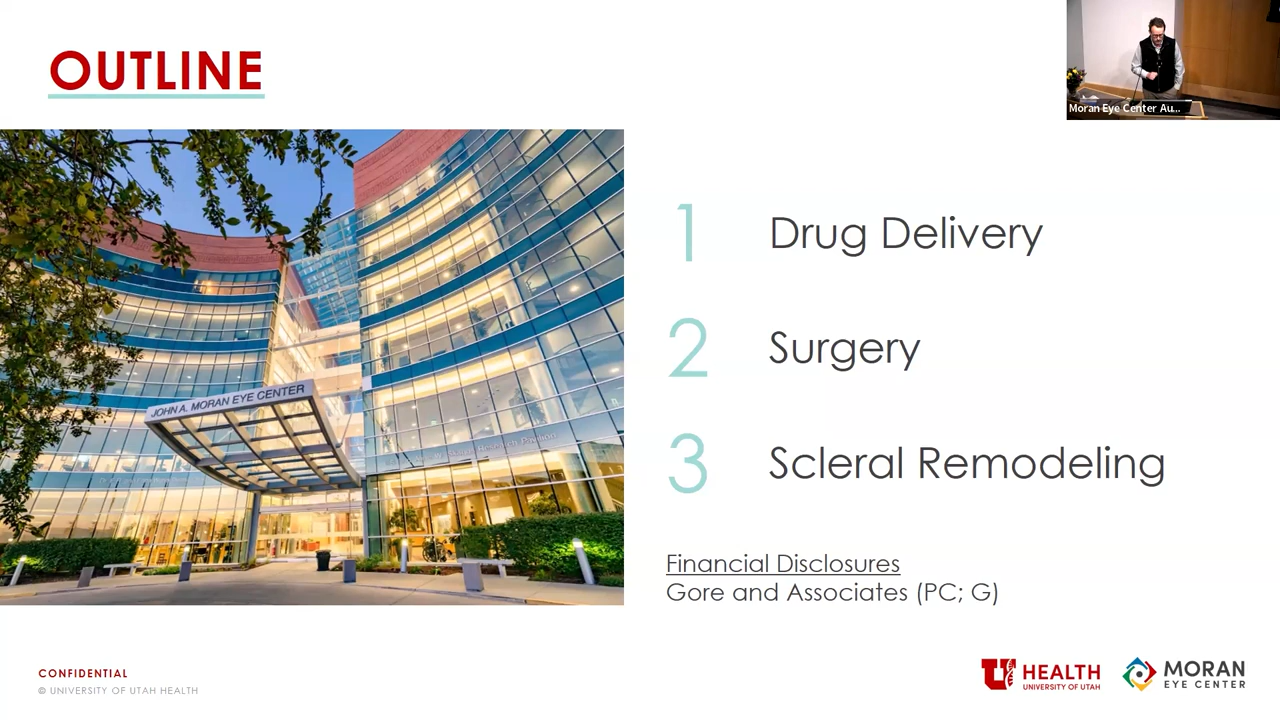 OUTLINE
Moran Eye Center Au...
JOHN A. MORAN EYE CENTER
1 Drug Delivery
2 Surgery
3 Scleral Remodeling
Financial Disclosures
Gore and Associates (PC; G)
CONFIDENTIAL
© UNIVERSITY OF UTAH HEALTH
U HEALTH
UNIVERSITY OF UTAH
MORAN
EYE CENTER